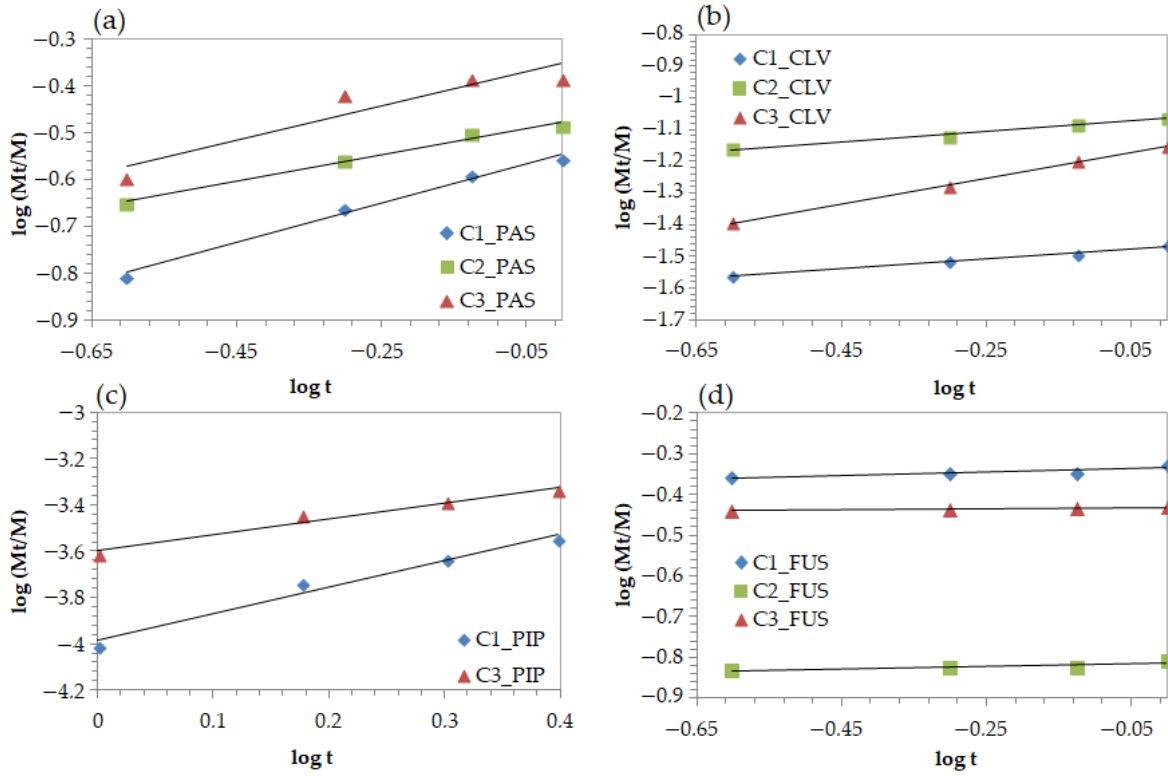 (a)
−0.3
−0.4
−0.5
−0.6
−0.7
−0.8
−0.9
log (Mt/M)
C1_PAS
C2_PAS
C3_PAS
−0.65
−0.45
−0.25
−0.05
log t
(b)
−0.8
−0.9
−1
−1.1
−1.2
−1.3
−1.4
−1.5
−1.6
−1.7
log (Mt/M)
C1_CLV
C2_CLV
C3_CLV
−0.65
−0.45
−0.25
−0.05
log t
(c)
−3
−3.2
−3.4
−3.6
−3.8
−4
−4.2
log (Mt/M)
C1_PIP
C3_PIP
0
0.1
0.2
0.3
0.4
log t
(d)
−0.2
−0.3
−0.4
−0.5
−0.6
−0.7
−0.8
−0.9
log (Mt/M)
C1_FUS
C2_FUS
C3_FUS
−0.65
−0.45
−0.25
−0.05
log t